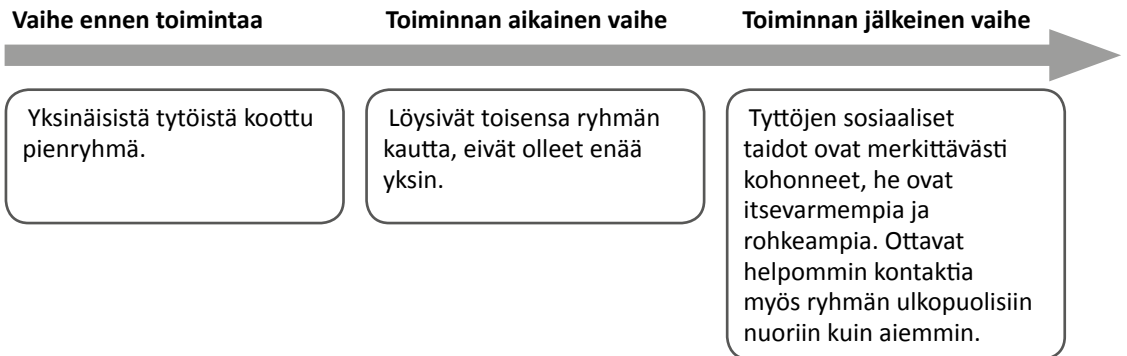 Vaihe ennen toimintaa
Toiminnan aikainen vaihe
Toiminnan jälkeinen vaihe
Yksinäisistä tytöistä koottu
pienryhmä.
Löysivät toisensa ryhmän
kautta, eivät olleet enää
yksin.
Tyttöjen sosiaaliset
taidot ovat merkittävästi
kohonneet, he ovat
itsevarmempia ja
rohkeampia. Ottavat
helpommin kontaktia
myös ryhmän ulkopuolisiin
nuoriin kuin aiemmin.